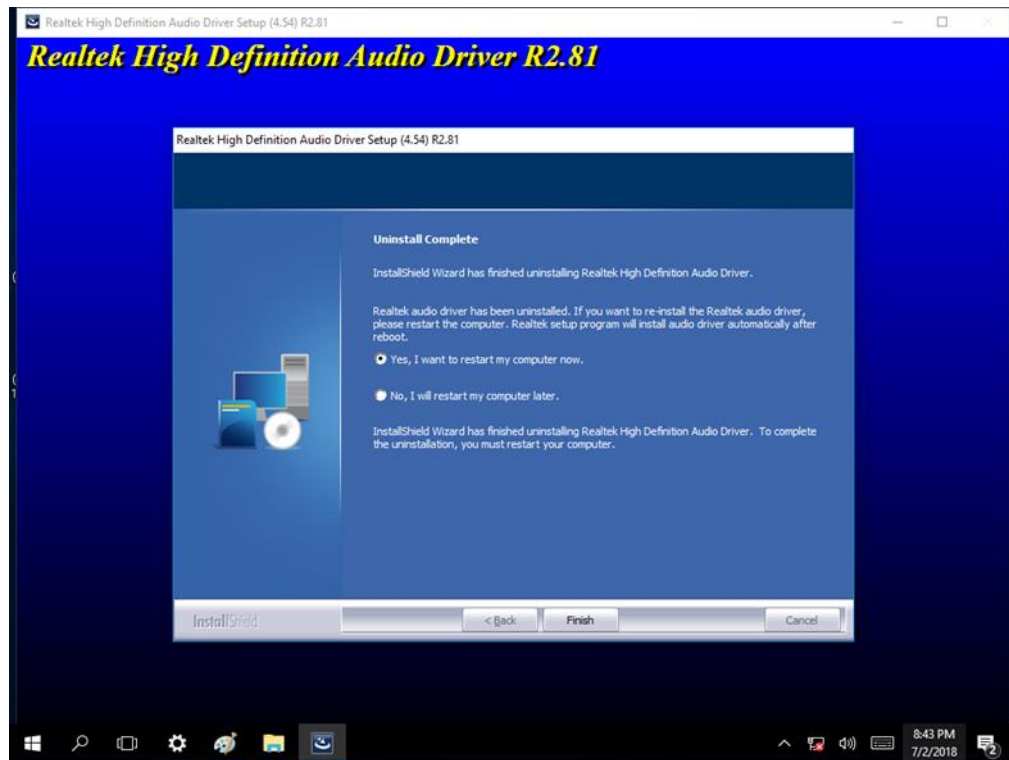 Realtek High Definition Audio Driver Setup (4.54) R2.81
Realtek High Definition Audio Driver R2.81
Realtek High Definition Audio Driver Setup (4.54) R2.81
Uninstall Complete
InstallShield Wizard has finished uninstalling Realtek High Definition Audio Driver.
Realtek audio driver has been uninstalled. If you want to re-install the Realtek audio driver,
please restart the computer. Realtek setup program will install audio driver automatically after
reboot.
Yes, I want to restart my computer now.
No, I will restart my computer later.
InstallShield Wizard has finished uninstalling Realtek High Definition Audio Driver. To complete
the uninstallation, you must restart your computer.
InstallShield
< Back
Finish
Cancel
8:43 PM
7/2/2018
2